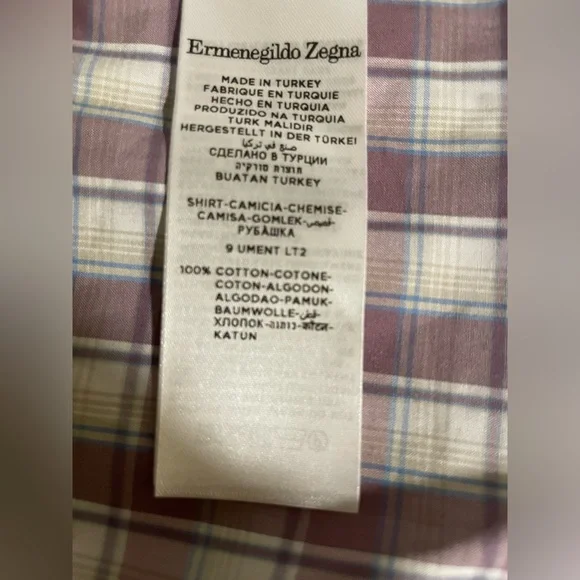 Ermenegildo Zegna
MADE IN TURKEY
FABRIQUE EN TURQUIE
HECHO EN TURQUIA
PRODUZIDO NA TURQUIA
TURK MALIDIR
HERGESTELLT IN DER TÜRKEI
صنع في تركيا
СДЕЛАНО В ТУРЦИИ
תוצרת טורקיה
BUATAN TURKEY
SHIRT-CAMICIA-CHEMISE-
CAMISA-GOMLEK-قميص-
РУБАШКА
9 UMENT LT2
100% COTTON-COTONE-
COTON-ALGODON-
ALGODAO-PAMUK-
BAUMWOLLE-قطن-
ХЛОПОК-כותנה-कॉटन-
KATUN